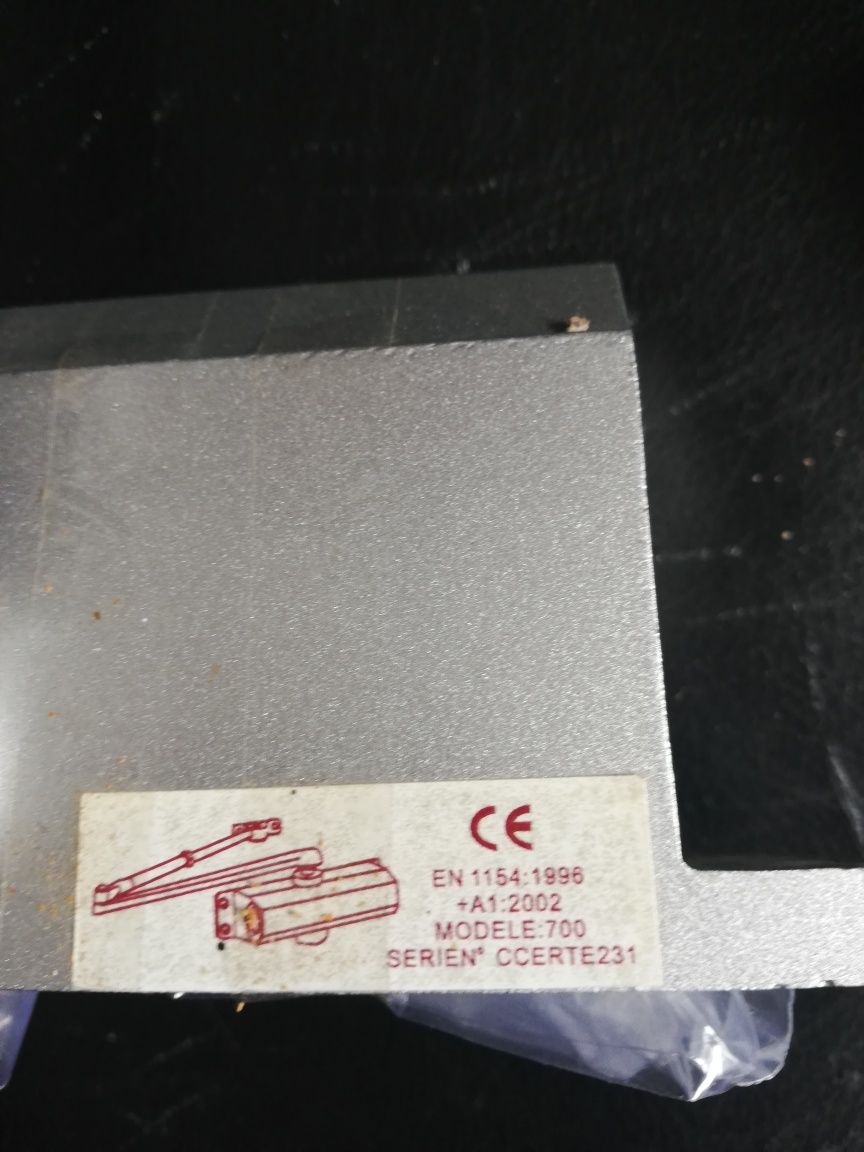 CE
EN 1154:1996
+A1:2002
MODELE:700
SERIEN° CCERTE231